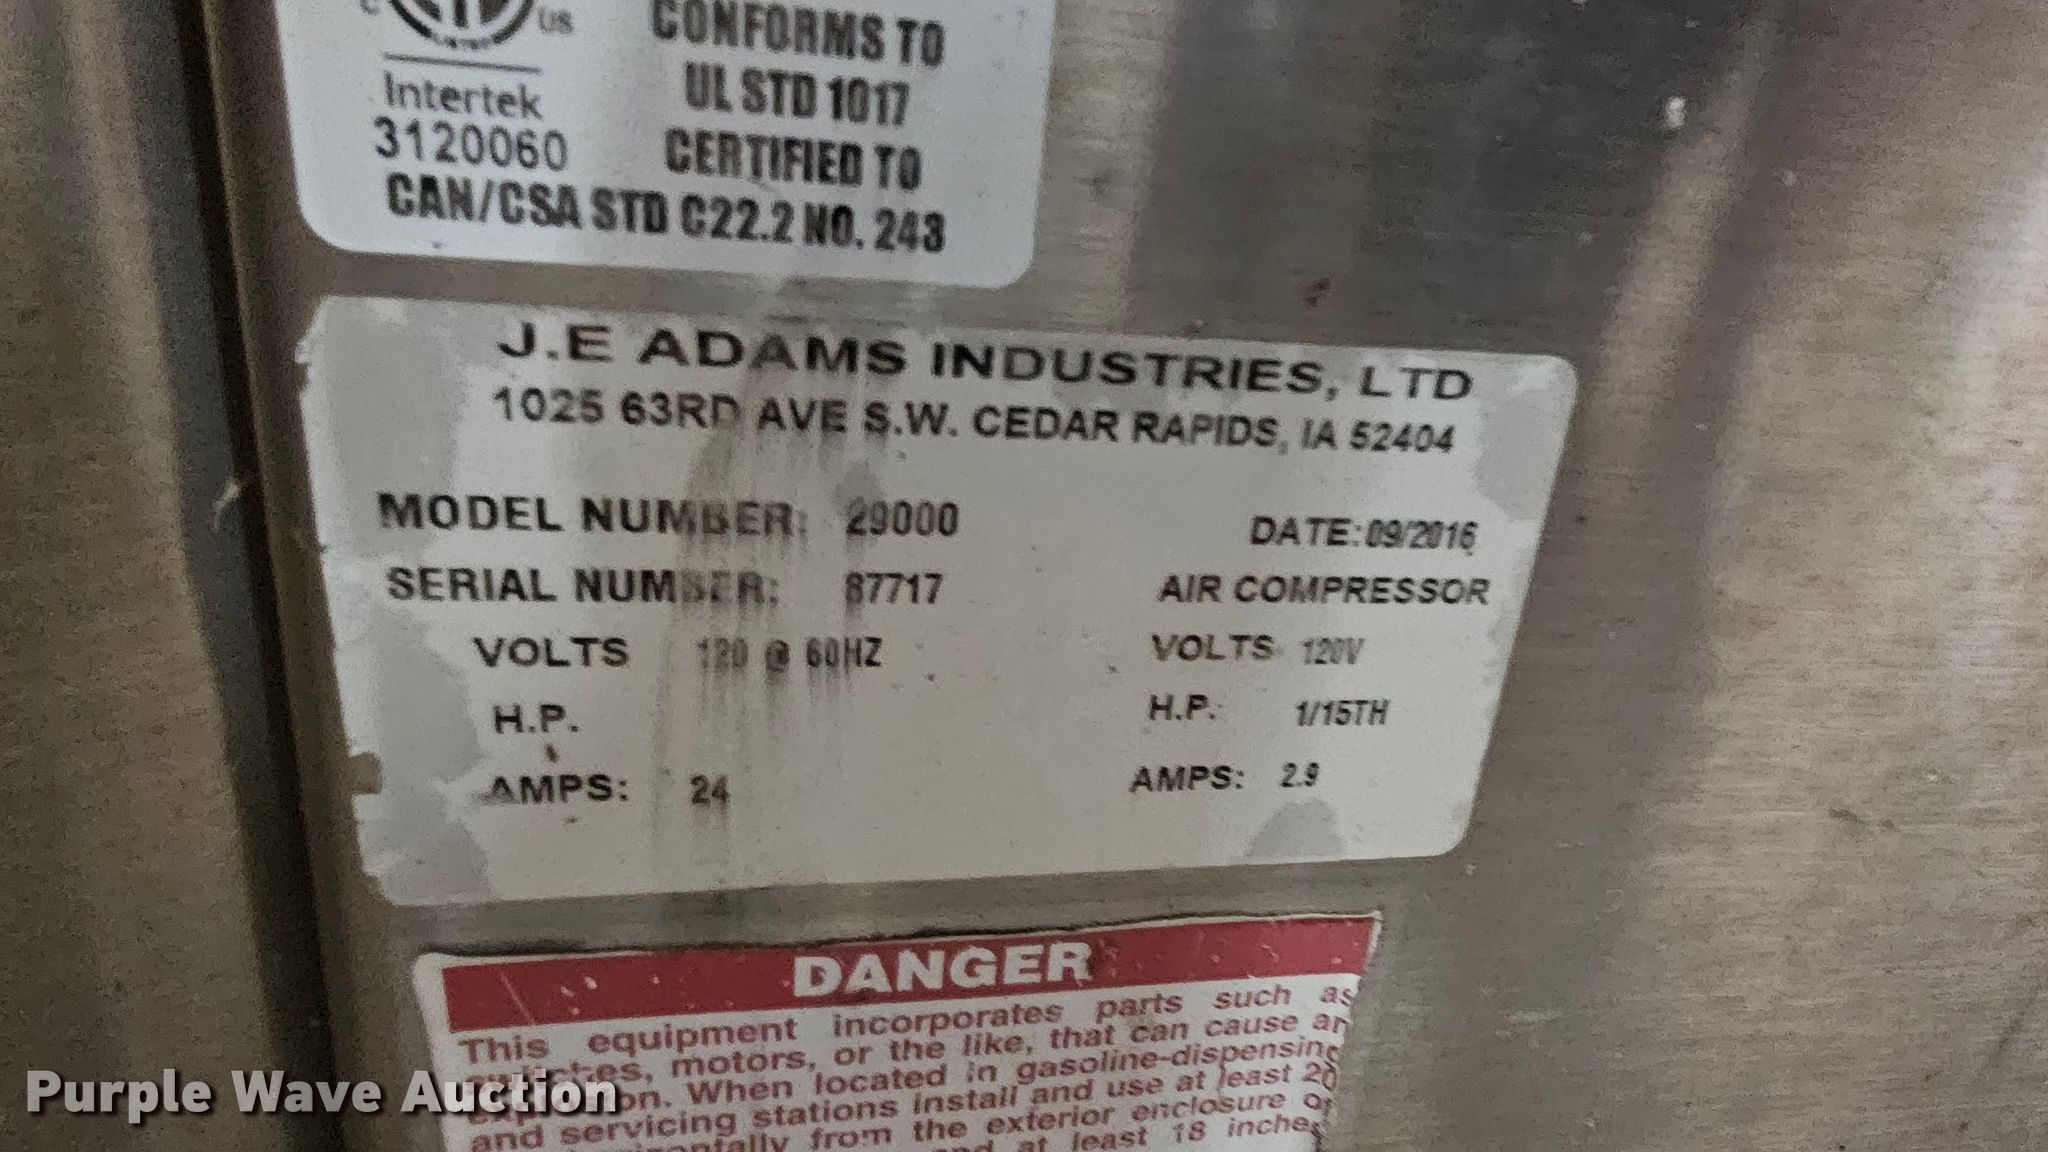 C US
Intertek
3120060
CONFORMS TO
UL STD 1017
CERTIFIED TO
CAN/CSA STD C22.2 NO. 243
J.E ADAMS INDUSTRIES, LTD
1025 63RD AVE S.W. CEDAR RAPIDS, IA 52404
MODEL NUMBER: 29000
SERIAL NUMBER: 87717
VOLTS 120 @ 60HZ
H.P.
AMPS: 24
DATE:09/2016
AIR COMPRESSOR
VOLTS 120V
H.P. 1/15TH
AMPS: 2.9
DANGER
This equipment incorporates parts such as
motors, or the like, that can cause an
When located in gasoline-dispensing
and servicing stations install and use at least 20
from the exterior enclosure or
at least 18 inches
Purple Wave Auction